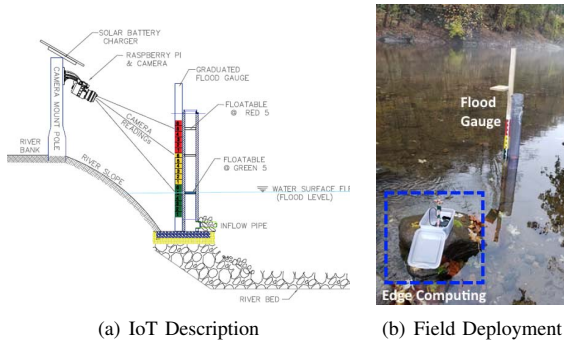 SOLAR BATTERY
CHARGER
RASPBERRY PI
& CAMERA
GRADUATED
FLOOD GAUGE
CAMERA MOUNT POLE
FLOATABLE
@ RED 5
CAMERA
READINGS
RIVER
BANK
RIVER SLOPE
FLOATABLE
@ GREEN 5
WATER SURFACE
(FLOOD LEVEL)
INFLOW PIPE
RIVER BED
Flood
Gauge
Edge Computing
(a) IoT Description
(b) Field Deployment